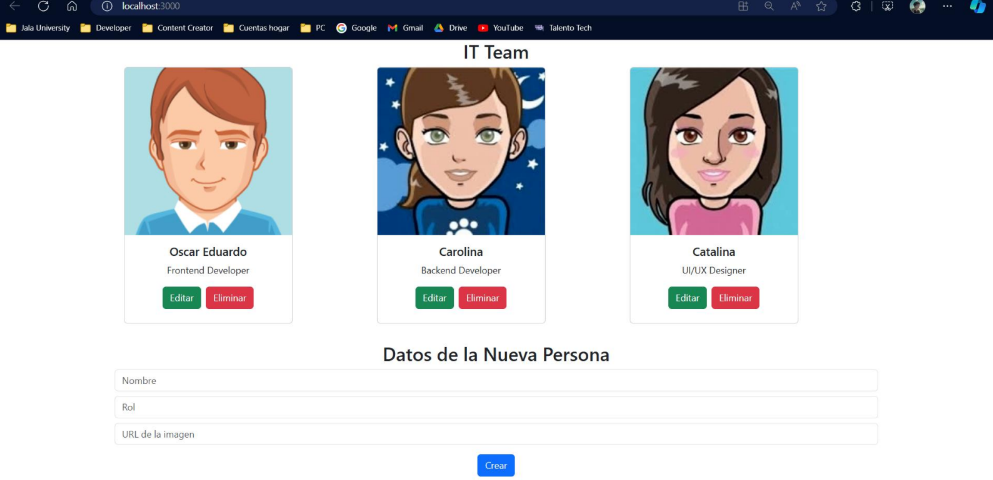 localhost:3000
Jala University Developer Content Creator Cuentas hogar PC Google Gmail Drive YouTube Talento Tech
IT Team
Oscar Eduardo Carolina Catalina
Frontend Developer Backend Developer UI/UX Designer
Editar Eliminar Editar Eliminar Editar Eliminar
Datos de la Nueva Persona
Nombre
Rol
URL de la imagen
Crear